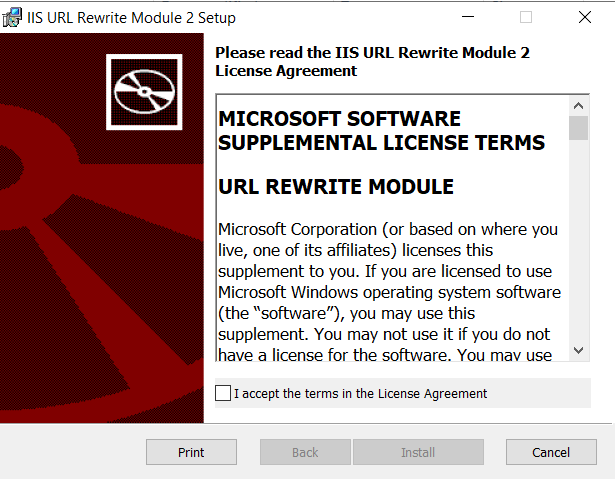 IIS URL Rewrite Module 2 Setup
Please read the IIS URL Rewrite Module 2
License Agreement
MICROSOFT SOFTWARE
SUPPLEMENTAL LICENSE TERMS
URL REWRITE MODULE
Microsoft Corporation (or based on where you
live, one of its affiliates) licenses this
supplement to you. If you are licensed to use
Microsoft Windows operating system software
(the “software”), you may use this
supplement. You may not use it if you do not
have a license for the software. You may use
I accept the terms in the License Agreement
Print Back Install Cancel